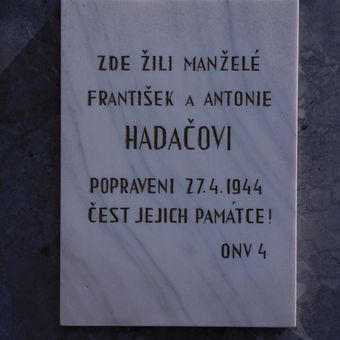 ZDE ŽILI MANŽELÉ
FRANTIŠEK A ANTONIE
HADAČOVI
POPRAVENI 27.4.1944
ČEST JEJICH PAMÁTCE!
ONV 4